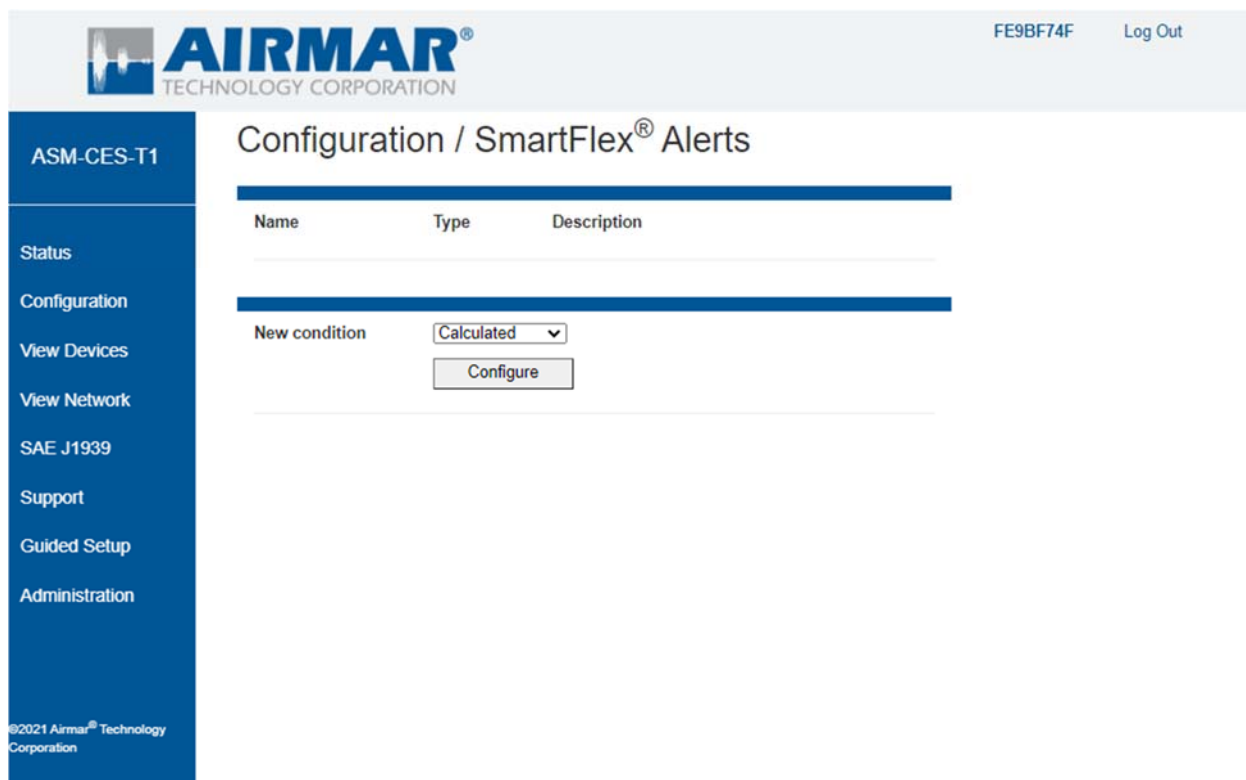 AIRMAR®
TECHNOLOGY CORPORATION
FE9BF74F Log Out
ASM-CES-T1
Configuration / SmartFlex® Alerts
Name Type Description
New condition Calculated
Configure
Status
Configuration
View Devices
View Network
SAE J1939
Support
Guided Setup
Administration
©2021 Airmar® Technology
Corporation